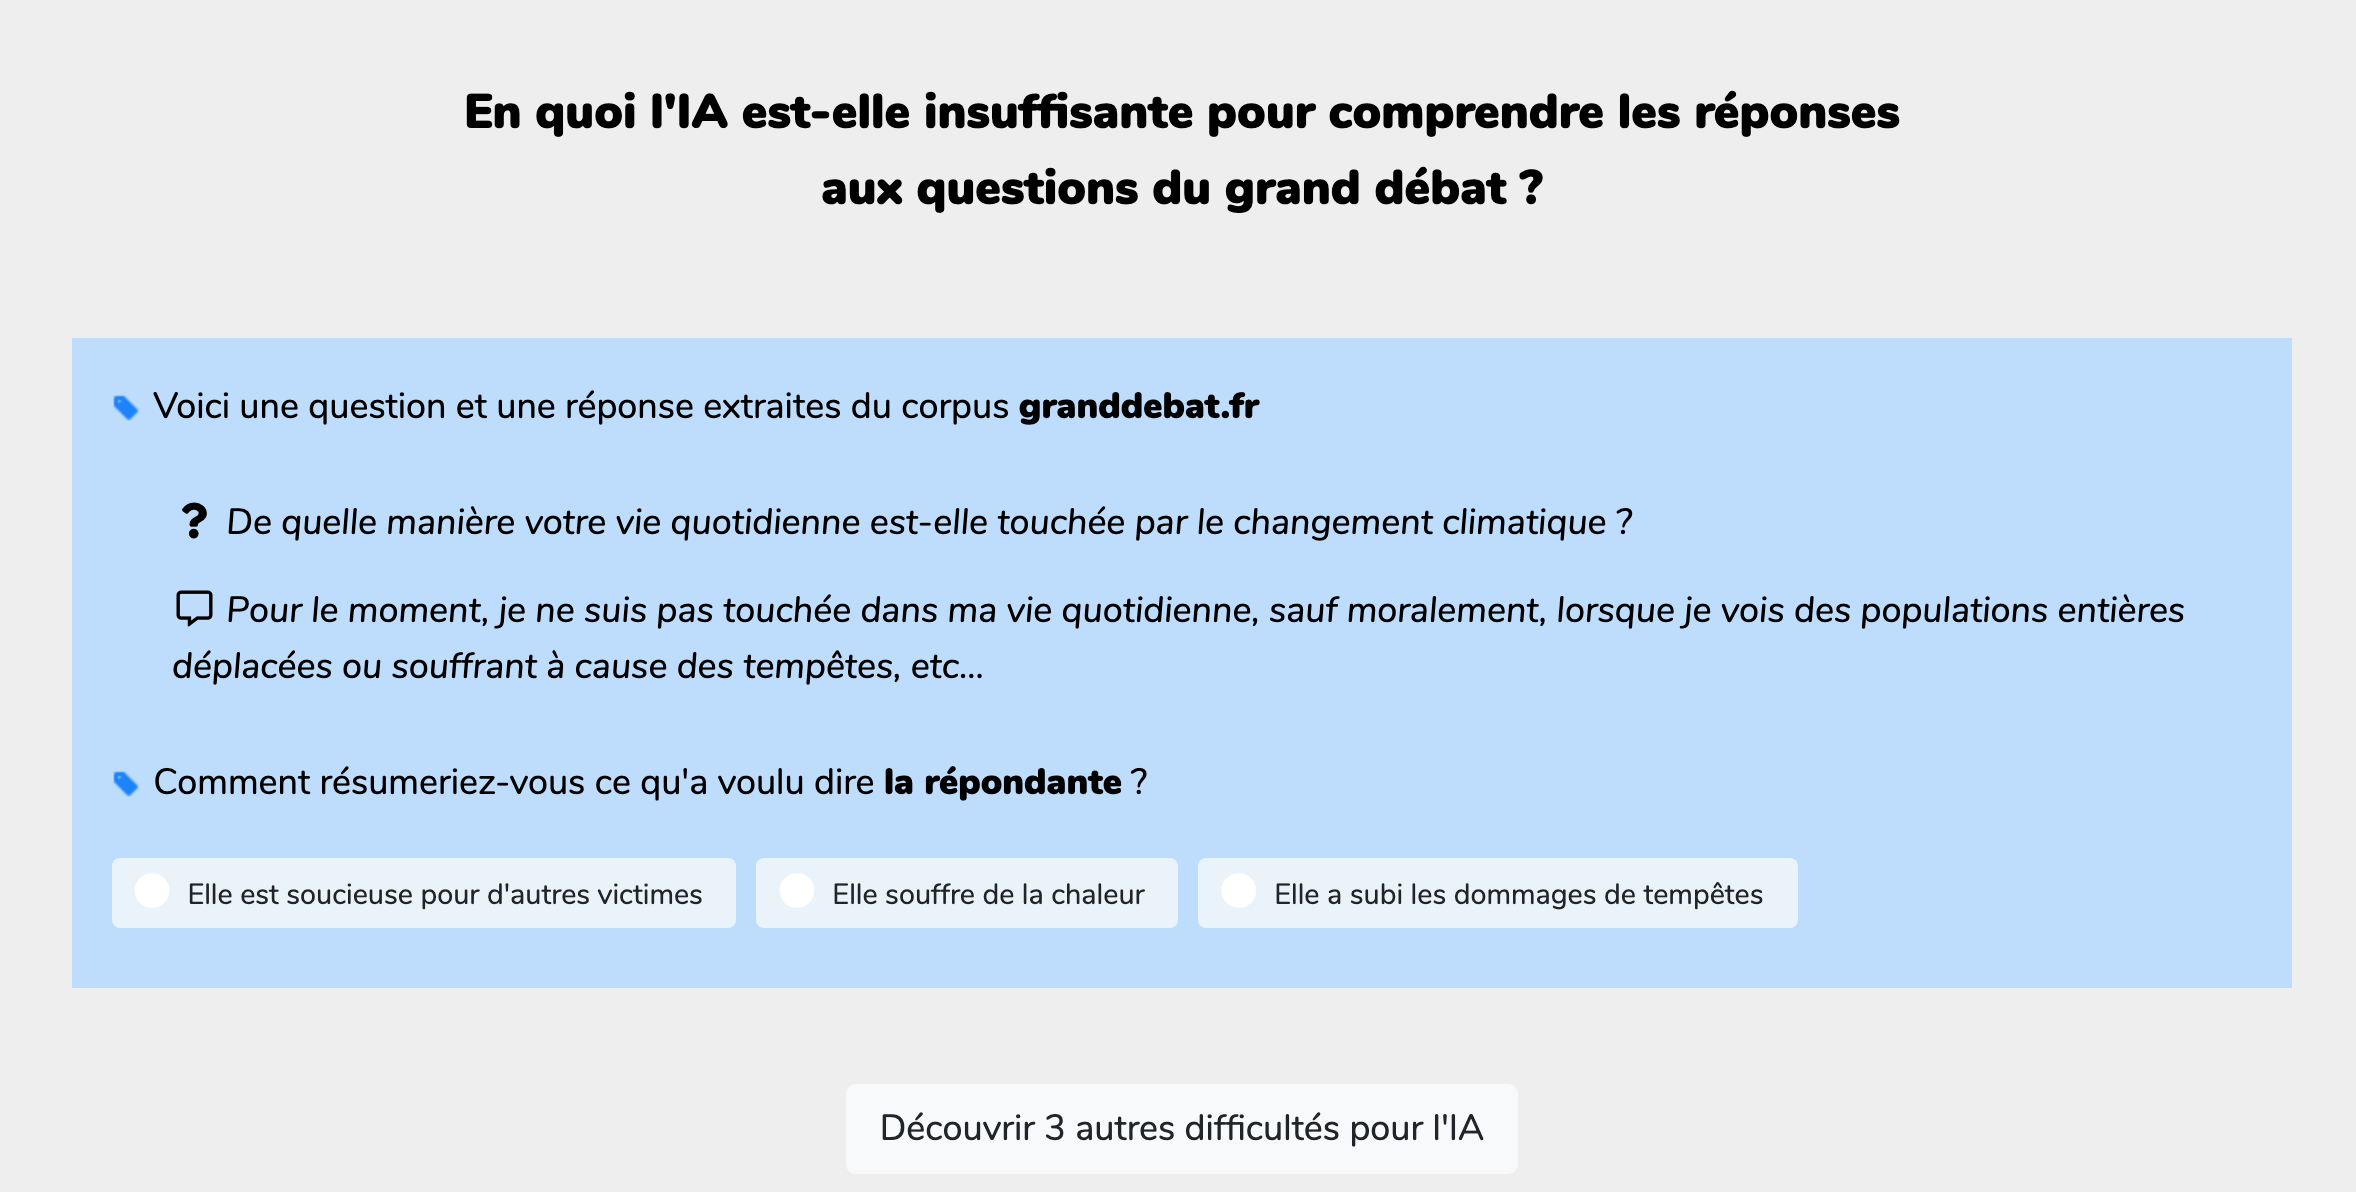 En quoi l'IA est-elle insuffisante pour comprendre les réponses
aux questions du grand débat ?
Voici une question et une réponse extraites du corpus granddebat.fr
? De quelle manière votre vie quotidienne est-elle touchée par le changement climatique ?
Pour le moment, je ne suis pas touchée dans ma vie quotidienne, sauf moralement, lorsque je vois des populations entières
déplacées ou souffrant à cause des tempêtes, etc...
Comment résumeriez-vous ce qu'a voulu dire la répondante ?
Elle est soucieuse pour d'autres victimes
Elle souffre de la chaleur
Elle a subi les dommages de tempêtes
Découvrir 3 autres difficultés pour l'IA